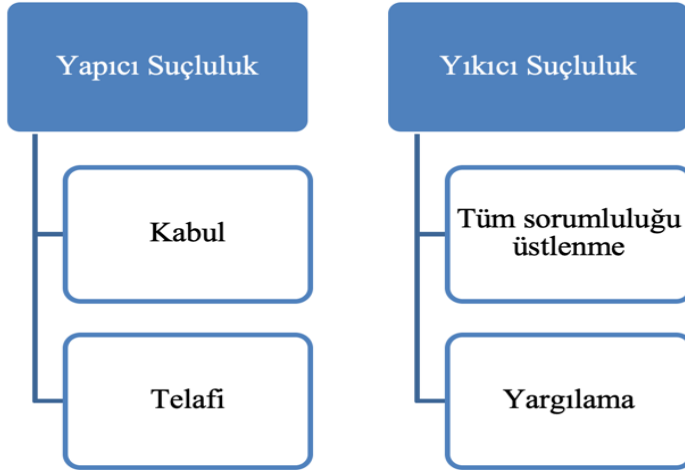 Yapıcı Suçluluk
Kabul
Telafi
Yıkıcı Suçluluk
Tüm sorumluluğu
üstlenme
Yargılama